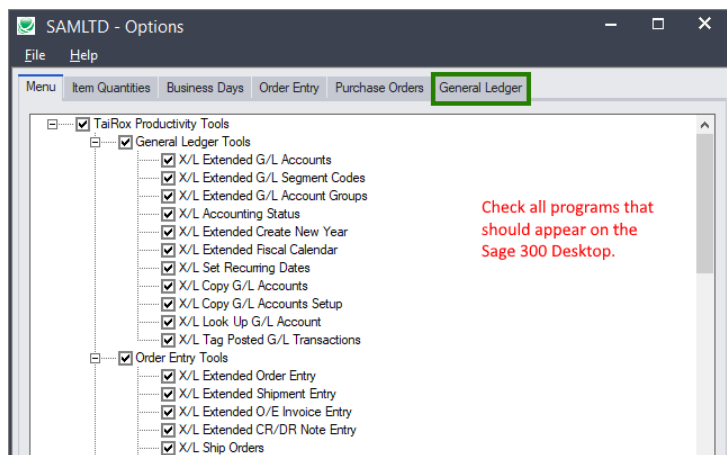 SAMLTD - Options
File Help
Menu Item Quantities Business Days Order Entry Purchase Orders General Ledger
TaiRox Productivity Tools
General Ledger Tools
X/L Extended G/L Accounts
X/L Extended G/L Segment Codes
X/L Extended G/L Account Groups
X/L Accounting Status
X/L Extended Create New Year
X/L Extended Fiscal Calendar
X/L Set Recurring Dates
X/L Copy G/L Accounts
X/L Copy G/L Accounts Setup
X/L Look Up G/L Account
X/L Tag Posted G/L Transactions
Order Entry Tools
X/L Extended Order Entry
X/L Extended Shipment Entry
X/L Extended O/E Invoice Entry
X/L Extended CR/DR Note Entry
X/L Ship Orders
Check all programs that
should appear on the
Sage 300 Desktop.